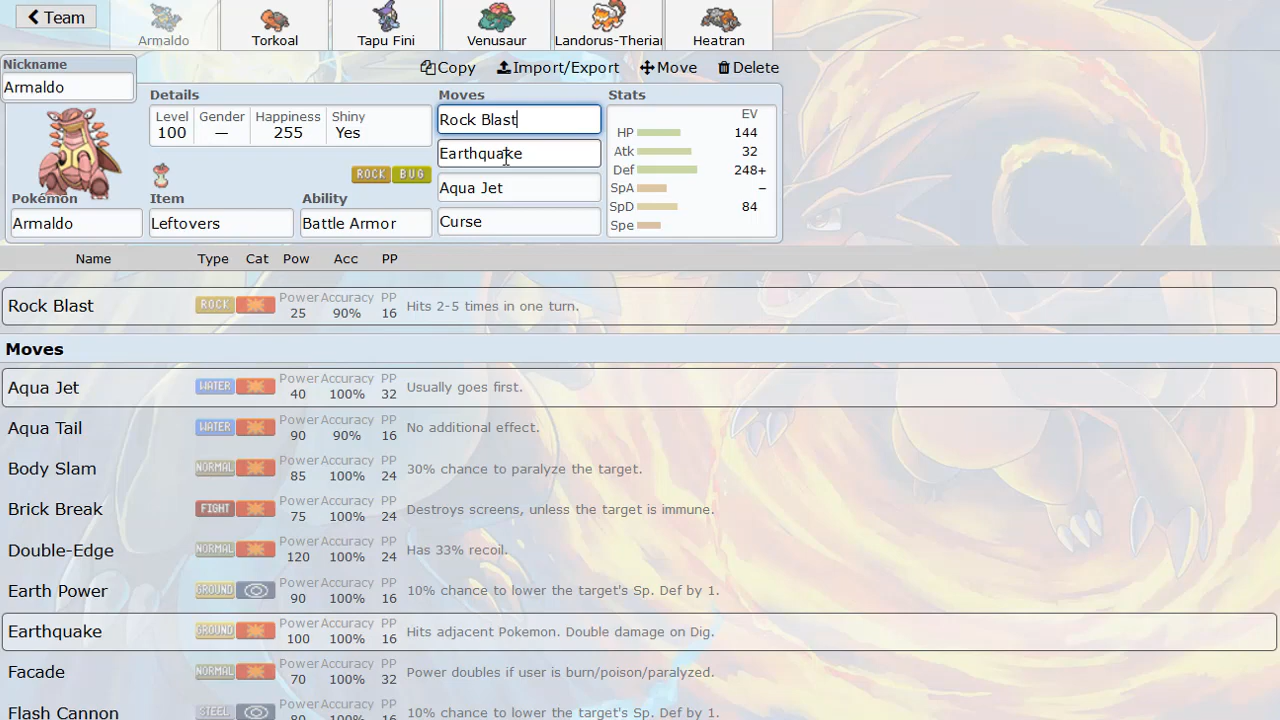 Team
Armaldo
Torkoal
Tapu Fini
Venusaur
Landorus-Therian
Heatran
Nickname
Armaldo
Copy Import/Export Move Delete
Details
Level Gender Happiness Shiny
100 — 255 Yes
ROCK BUG
Pokémon Item Ability
Armaldo Leftovers Battle Armor
Moves
Rock Blast
Earthquake
Aqua Jet
Curse
Stats
EV
HP 144
Atk 32
Def 248+
SpA –
SpD 84
Spe
Name Type Cat Pow Acc PP
Rock Blast ROCK Power 25 Accuracy 90% PP 16 Hits 2-5 times in one turn.
Moves
Aqua Jet WATER Power 40 Accuracy 100% PP 32 Usually goes first.
Aqua Tail WATER Power 90 Accuracy 90% PP 16 No additional effect.
Body Slam NORMAL Power 85 Accuracy 100% PP 24 30% chance to paralyze the target.
Brick Break FIGHT Power 75 Accuracy 100% PP 24 Destroys screens, unless the target is immune.
Double-Edge NORMAL Power 120 Accuracy 100% PP 24 Has 33% recoil.
Earth Power GROUND Power 90 Accuracy 100% PP 16 10% chance to lower the target's Sp. Def by 1.
Earthquake GROUND Power 100 Accuracy 100% PP 16 Hits adjacent Pokemon. Double damage on Dig.
Facade NORMAL Power 70 Accuracy 100% PP 32 Power doubles if user is burn/poison/paralyzed.
Flash Cannon STEEL Power 80 Accuracy 100% PP 16 10% chance to lower the target's Sp. Def by 1.